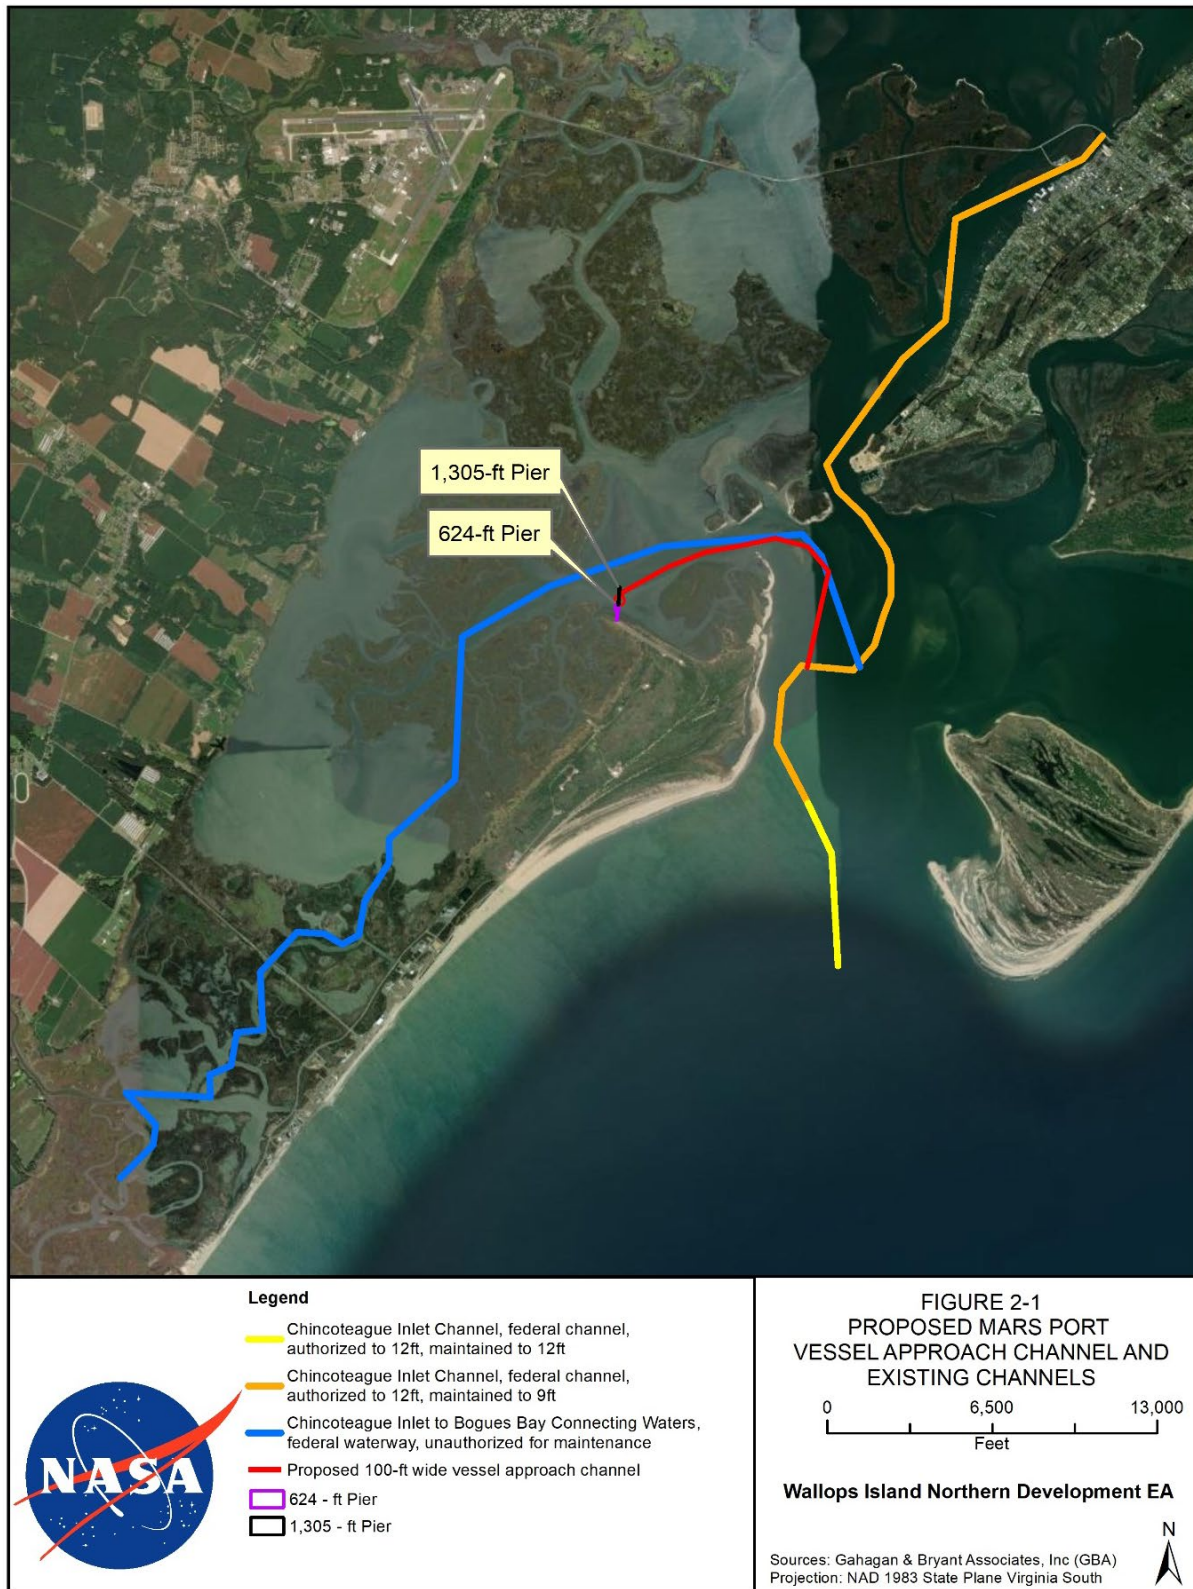 1,305-ft Pier
624-ft Pier
Legend
Chincoteague Inlet Channel, federal channel,
authorized to 12ft, maintained to 12ft
Chincoteague Inlet Channel, federal channel,
authorized to 12ft, maintained to 9ft
Chincoteague Inlet to Bogues Bay Connecting Waters,
federal waterway, unauthorized for maintenance
Proposed 100-ft wide vessel approach channel
624 - ft Pier
1,305 - ft Pier
NASA
FIGURE 2-1
PROPOSED MARS PORT
VESSEL APPROACH CHANNEL AND
EXISTING CHANNELS
0 6,500 13,000
Feet
Wallops Island Northern Development EA
N
Sources: Gahagan & Bryant Associates, Inc (GBA)
Projection: NAD 1983 State Plane Virginia South